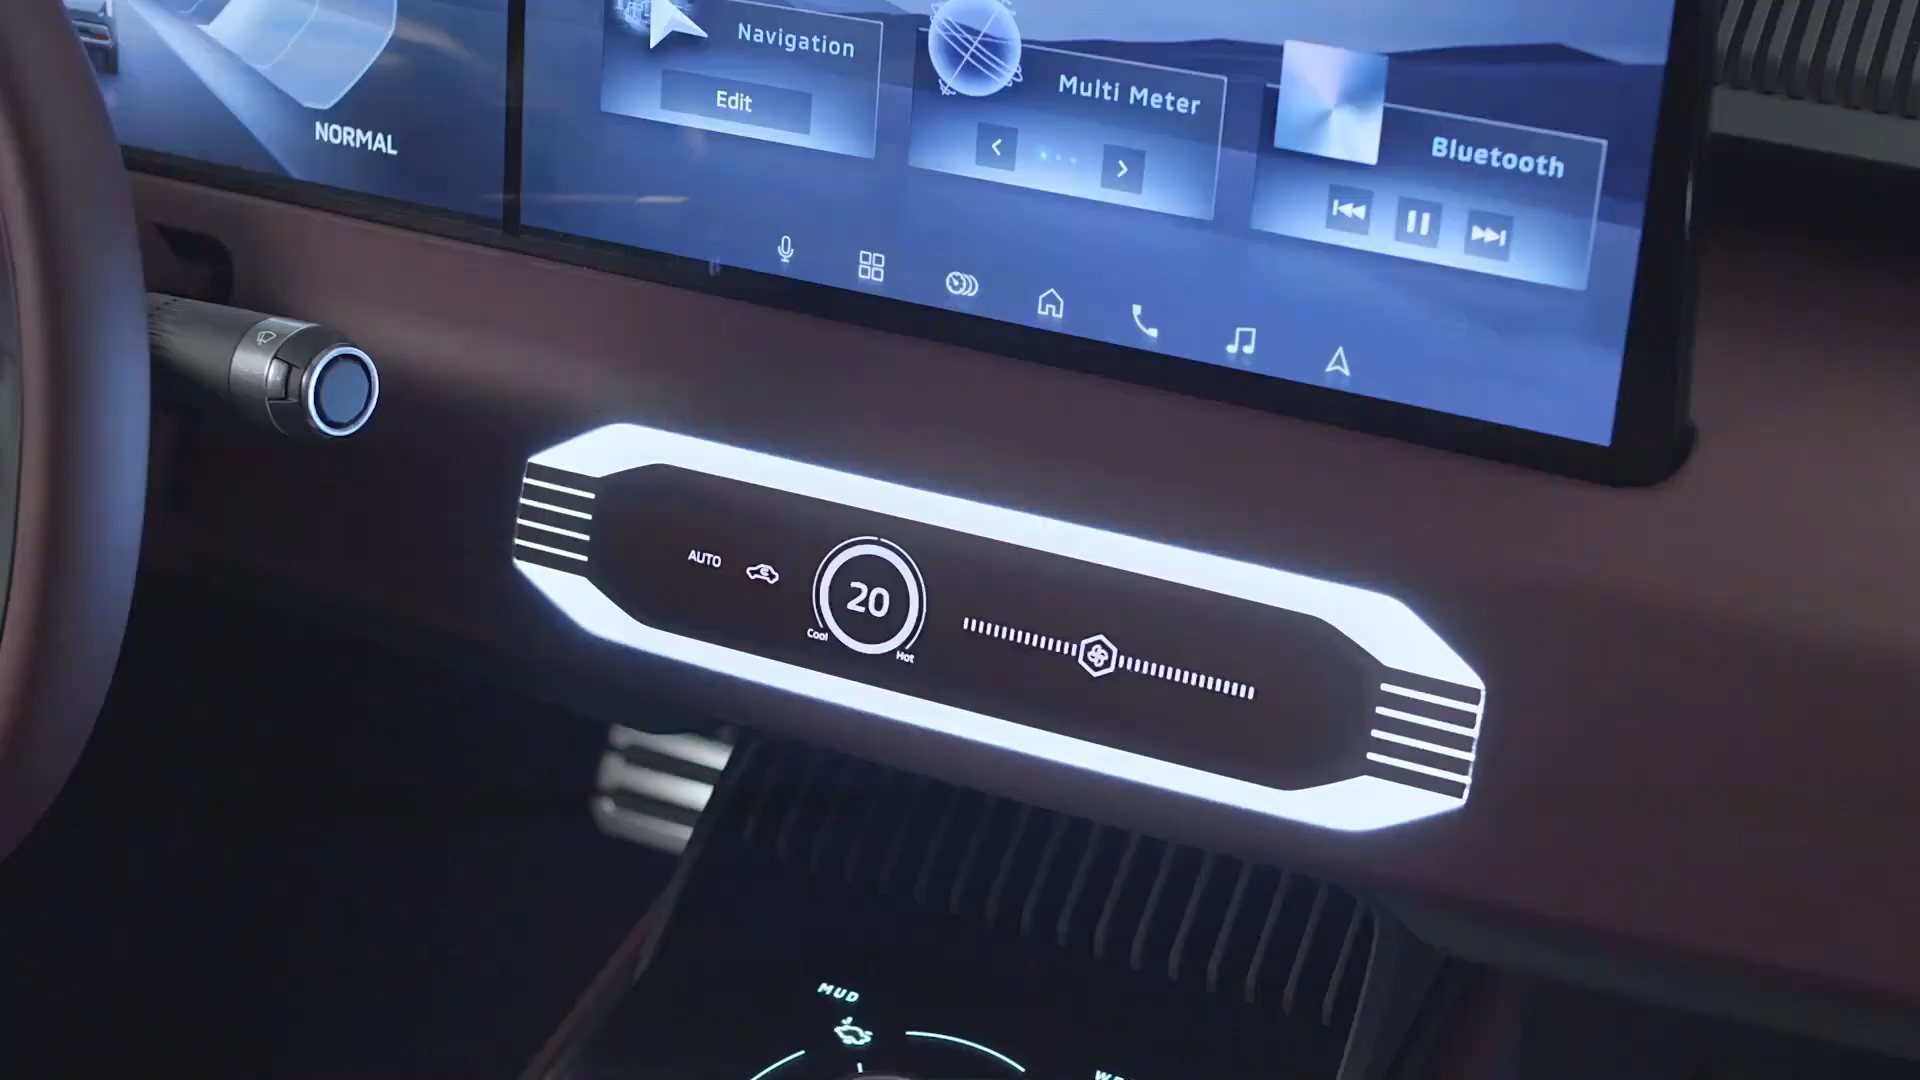 Navigation
Edit
Multi Meter
Bluetooth
NORMAL
AUTO
20
Cool
Hot
MUD